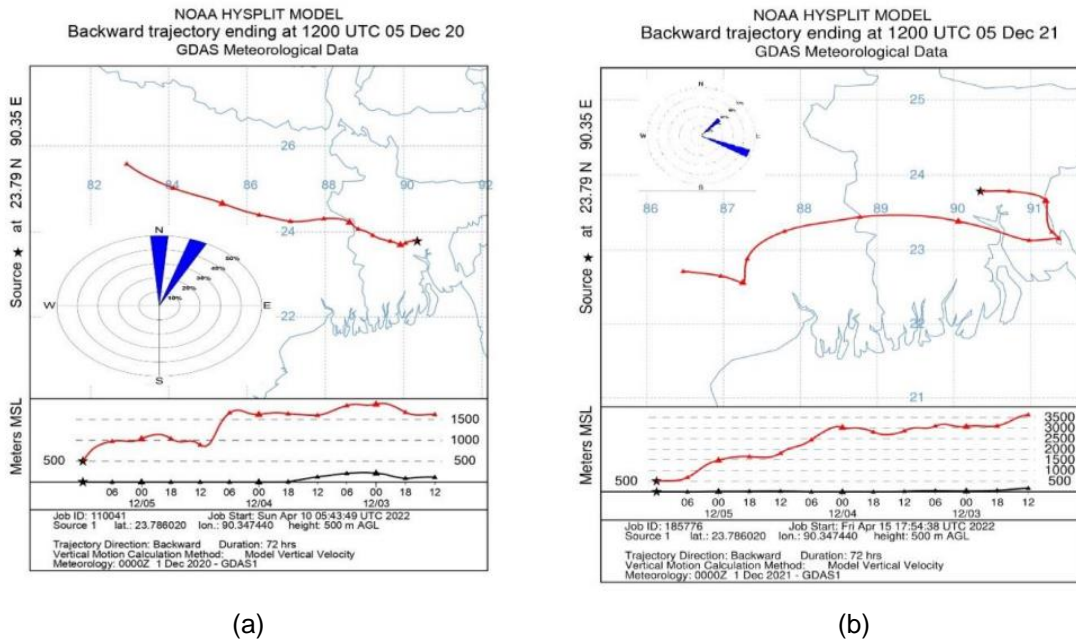 NOAA HYSPLIT MODEL
Backward trajectory ending at 1200 UTC 05 Dec 20
GDAS Meteorological Data
Source ★ at 23.79 N 90.35 E
82 84 86 88 90 92
26
24
22
N
E
S
W
10%
20%
30%
40%
50%
Meters MSL
500
1500
1000
500
06 00 18 12 06 00 18 12 06 00 18 12
12/05 12/04 12/03
Job ID: 110041 Job Start: Sun Apr 10 05:43:49 UTC 2022
Source 1 lat.: 23.786020 lon.: 90.347440 height: 500 m AGL
Trajectory Direction: Backward Duration: 72 hrs
Vertical Motion Calculation Method: Model Vertical Velocity
Meteorology: 0000Z 1 Dec 2020 - GDAS1
(a)
NOAA HYSPLIT MODEL
Backward trajectory ending at 1200 UTC 05 Dec 21
GDAS Meteorological Data
Source ★ at 23.79 N 90.35 E
N
W
25
24
86 87 88 89 90 91
23
22
21
Meters MSL
500
3500
3000
2500
2000
1500
1000
500
06 00 18 12 06 00 18 12 06 00 18 12
12/05 12/04 12/03
Job ID: 185776 Job Start: Fri Apr 15 17:54:38 UTC 2022
Source 1 lat.: 23.786020 lon.: 90.347440 height: 500 m AGL
Trajectory Direction: Backward Duration: 72 hrs
Vertical Motion Calculation Method: Model Vertical Velocity
Meteorology: 0000Z 1 Dec 2021 - GDAS1
(b)